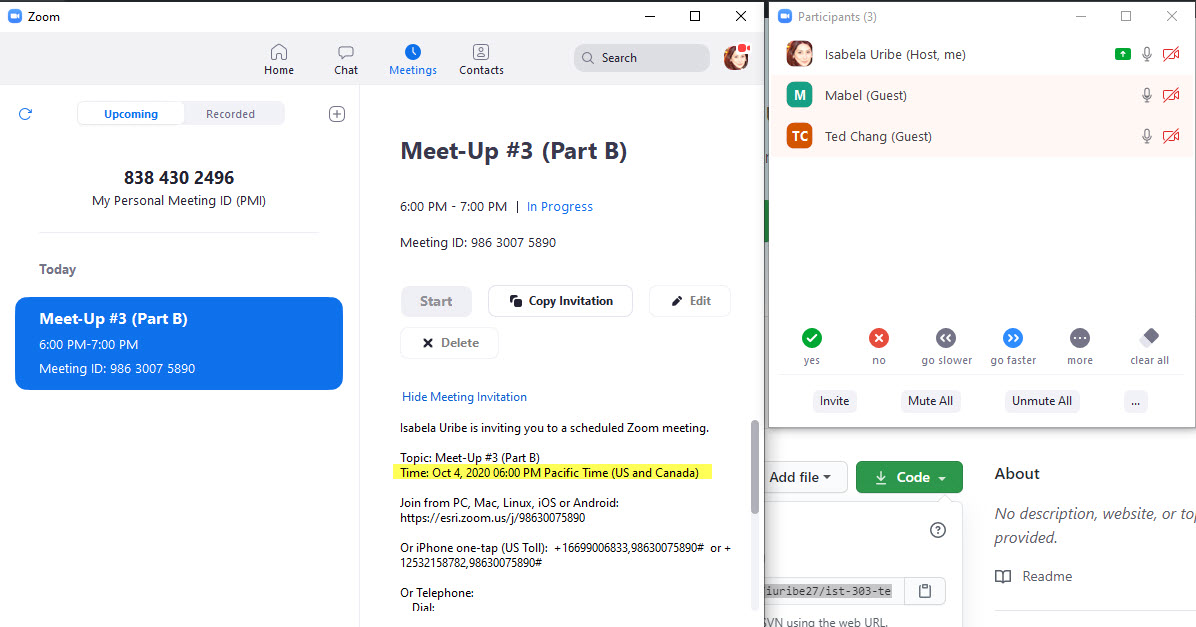 Zoom
Home
Chat
Meetings
Contacts
Search
Upcoming
Recorded
838 430 2496
My Personal Meeting ID (PMI)
Today
Meet-Up #3 (Part B)
6:00 PM-7:00 PM
Meeting ID: 986 3007 5890
Meet-Up #3 (Part B)
6:00 PM - 7:00 PM | In Progress
Meeting ID: 986 3007 5890
Start
Copy Invitation
Edit
Delete
Hide Meeting Invitation
Isabela Uribe is inviting you to a scheduled Zoom meeting.
Topic: Meet-Up #3 (Part B)
Time: Oct 4, 2020 06:00 PM Pacific Time (US and Canada)
Join from PC, Mac, Linux, iOS or Android:
https://esri.zoom.us/j/98630075890
Or iPhone one-tap (US Toll): +16699006833,98630075890# or +
12532158782,98630075890#
Or Telephone:
Dial:
Participants (3)
Isabela Uribe (Host, me)
M
Mabel (Guest)
TC
Ted Chang (Guest)
yes
no
go slower
go faster
more
clear all
Invite
Mute All
Unmute All
...
Add file
Code
iuribe27/ist-303-te
SVN using the web URL.
About
No description, website, or top
provided.
Readme